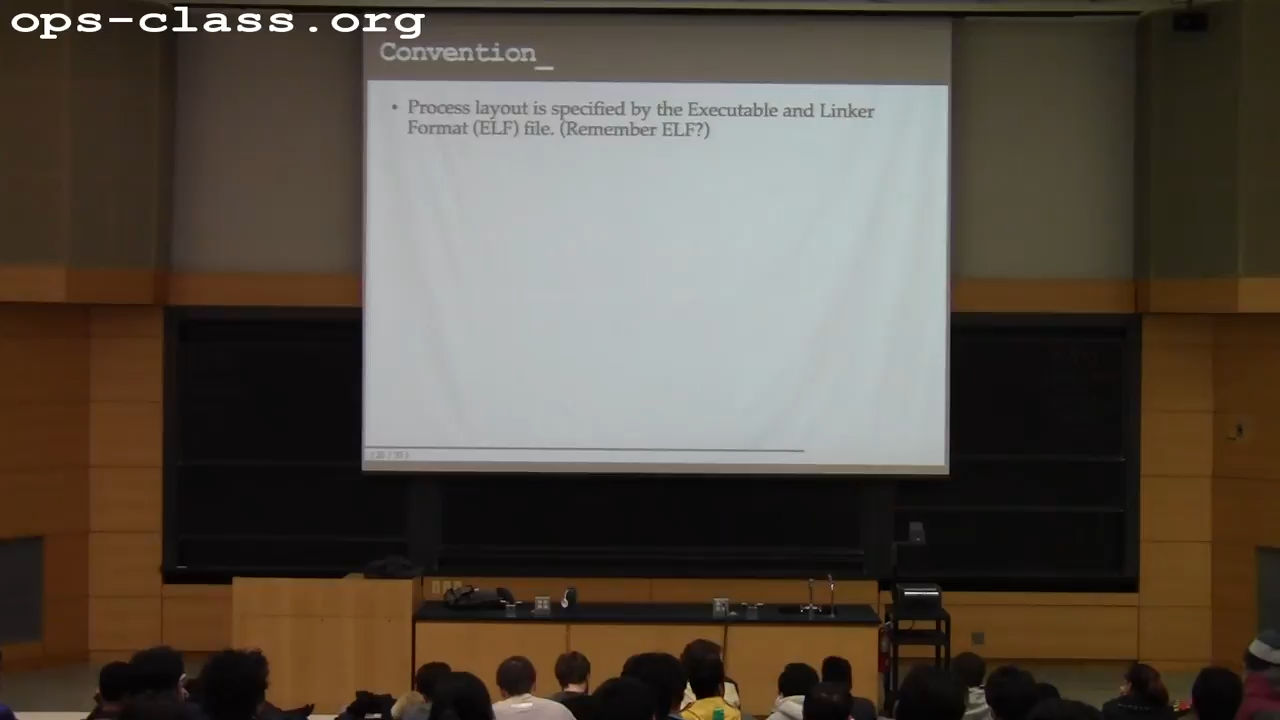 ops-class.org
Convention_
• Process layout is specified by the Executable and Linker
Format (ELF) file. (Remember ELF?)